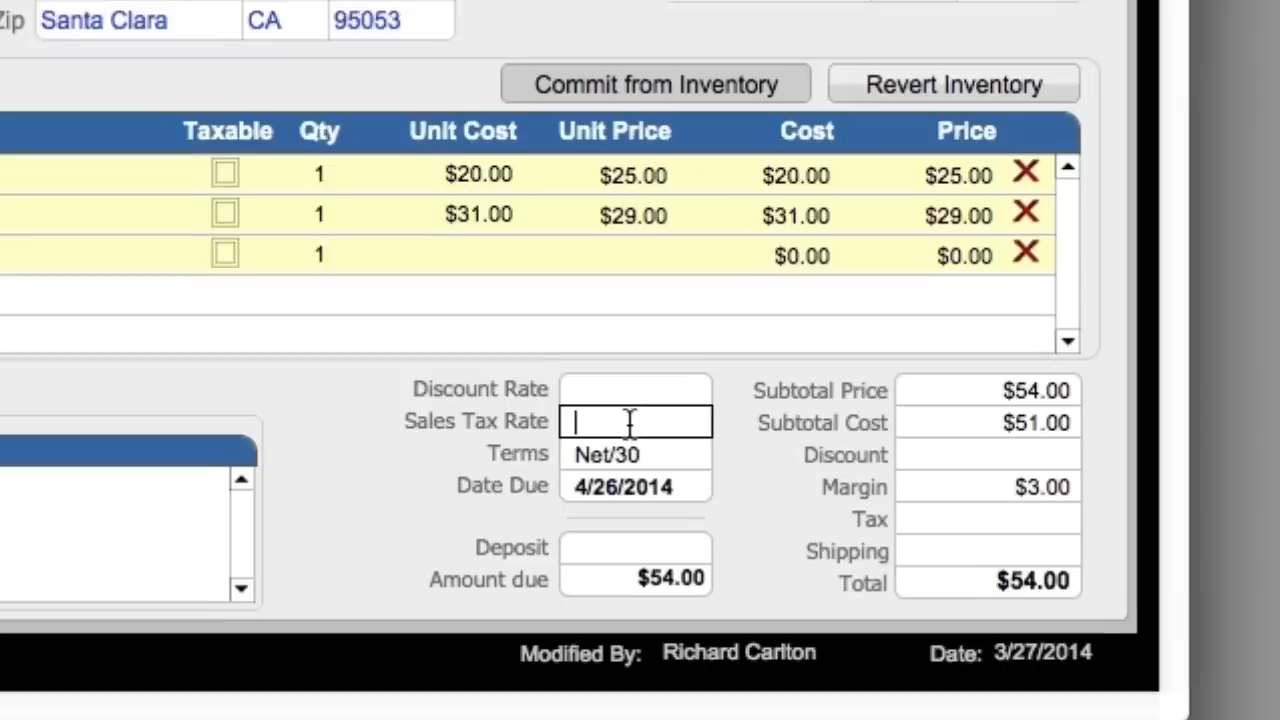 Zip Santa Clara CA 95053
Commit from Inventory Revert Inventory
Taxable Qty Unit Cost Unit Price Cost Price
1 $20.00 $25.00 $20.00 $25.00
1 $31.00 $29.00 $31.00 $29.00
1 $0.00 $0.00
Discount Rate
Sales Tax Rate
Terms Net/30
Date Due 4/26/2014
Deposit
Amount due $54.00
Subtotal Price $54.00
Subtotal Cost $51.00
Discount
Margin $3.00
Tax
Shipping
Total $54.00
Modified By: Richard Carlton Date: 3/27/2014